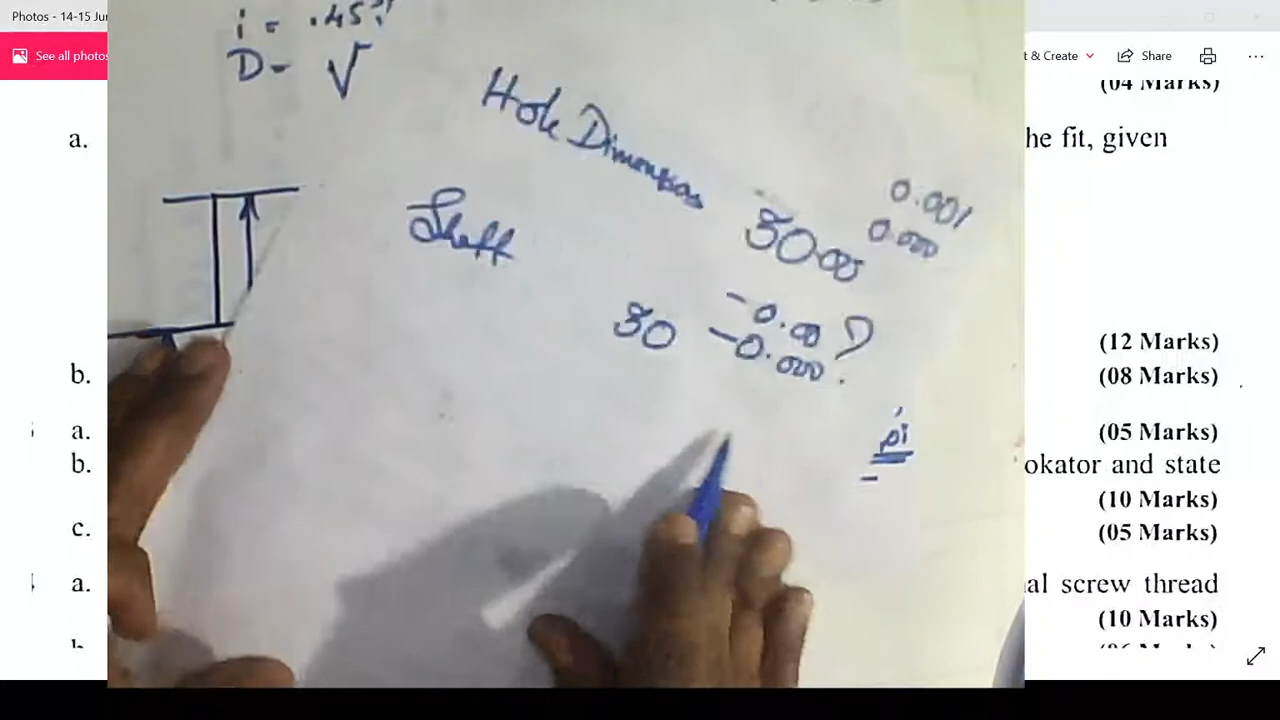 Photos - 14-15 Jun
See all photos
t & Create
Share
(04 Marks)
a.
he fit, given
(12 Marks)
b.
(08 Marks)
a.
(05 Marks)
b.
okator and state
(10 Marks)
c.
(05 Marks)
a.
al screw thread
(10 Marks)
i = .45
D = √
Hole Dimension
30.00 0.001
0.000
Shaft
30 -0.00 ?
-0.000